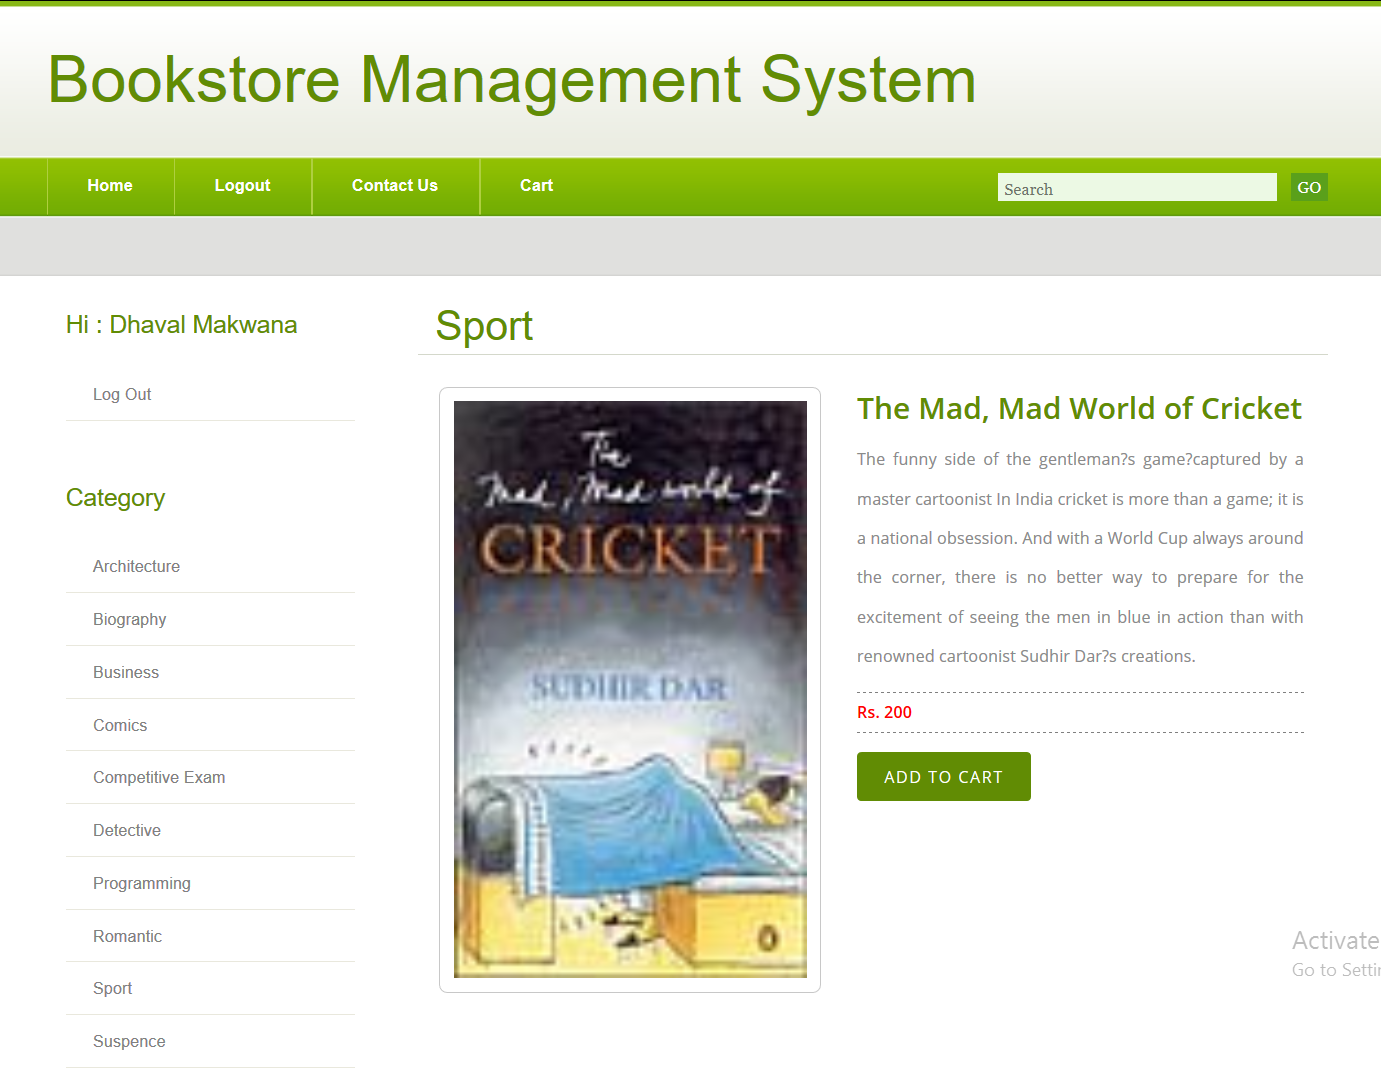 Bookstore Management System
Home
Logout
Contact Us
Cart
Search
GO
Hi : Dhaval Makwana
Log Out
Category
Architecture
Biography
Business
Comics
Competitive Exam
Detective
Programming
Romantic
Sport
Suspence
Sport
The
Mad, Mad world of
CRICKET
SUDHIR DAR
The Mad, Mad World of Cricket
The funny side of the gentleman?s game?captured by a
master cartoonist In India cricket is more than a game; it is
a national obsession. And with a World Cup always around
the corner, there is no better way to prepare for the
excitement of seeing the men in blue in action than with
renowned cartoonist Sudhir Dar?s creations.
Rs. 200
ADD TO CART
Activate
Go to Settin